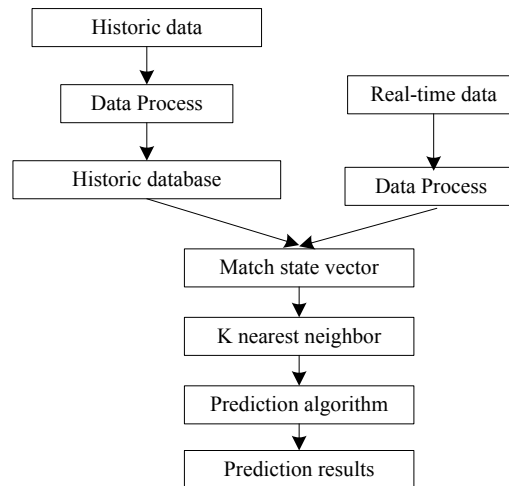 Historic data
Data Process
Historic database
Real-time data
Data Process
Match state vector
K nearest neighbor
Prediction algorithm
Prediction results